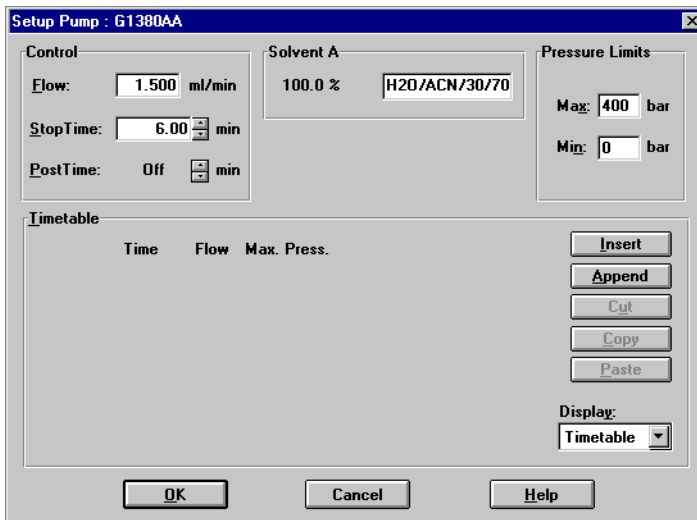 Setup Pump : G1380AA
Control
Flow: 1.500 ml/min
StopTime: 6.00 min
PostTime: Off min
Solvent A
100.0 % H2O/ACN/30/70
Pressure Limits
Max: 400 bar
Min: 0 bar
Timetable
Time Flow Max. Press.
Insert
Append
Cut
Copy
Paste
Display:
Timetable
OK Cancel Help